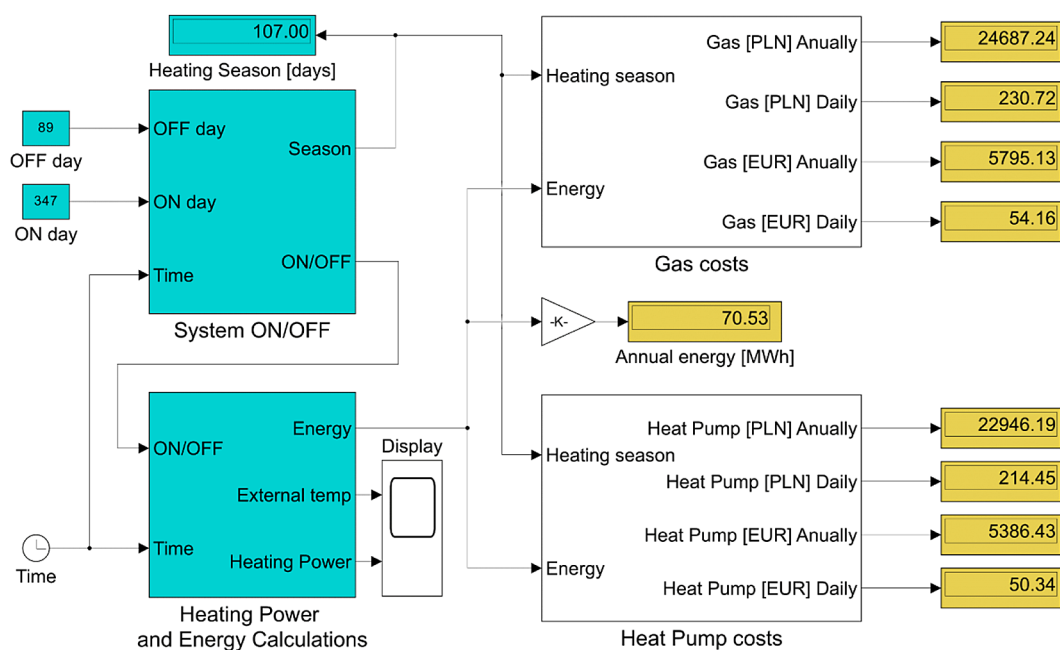 107.00
Heating Season [days]
89
OFF day
347
ON day
OFF day
ON day
Time
Season
ON/OFF
System ON/OFF
Heating season
Energy
Gas [PLN] Anually
Gas [PLN] Daily
Gas [EUR] Anually
Gas [EUR] Daily
Gas costs
24687.24
230.72
5795.13
54.16
-K-
70.53
Annual energy [MWh]
Time
ON/OFF
Time
Energy
External temp
Heating Power
Heating Power
and Energy Calculations
Display
Heating season
Energy
Heat Pump [PLN] Anually
Heat Pump [PLN] Daily
Heat Pump [EUR] Anually
Heat Pump [EUR] Daily
Heat Pump costs
22946.19
214.45
5386.43
50.34